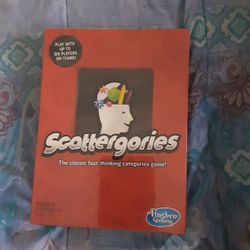 PLAY WITH
UP TO
SIX PLAYERS
OR TEAMS!
Scattergories
The classic fast-thinking categories game!
Hasbro
Gaming